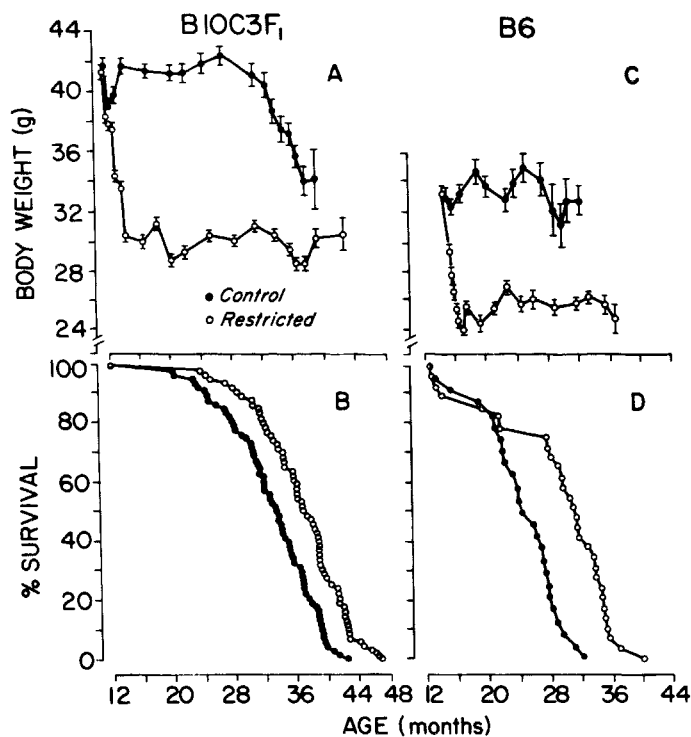 B10C3F₁
B6
BODY WEIGHT (g)
44
40
36
32
28
24
A
C
● Control
○ Restricted
% SURVIVAL
100
80
60
40
20
0
B
D
12 20 28 36 48
12 20 28 36 44
AGE (months)